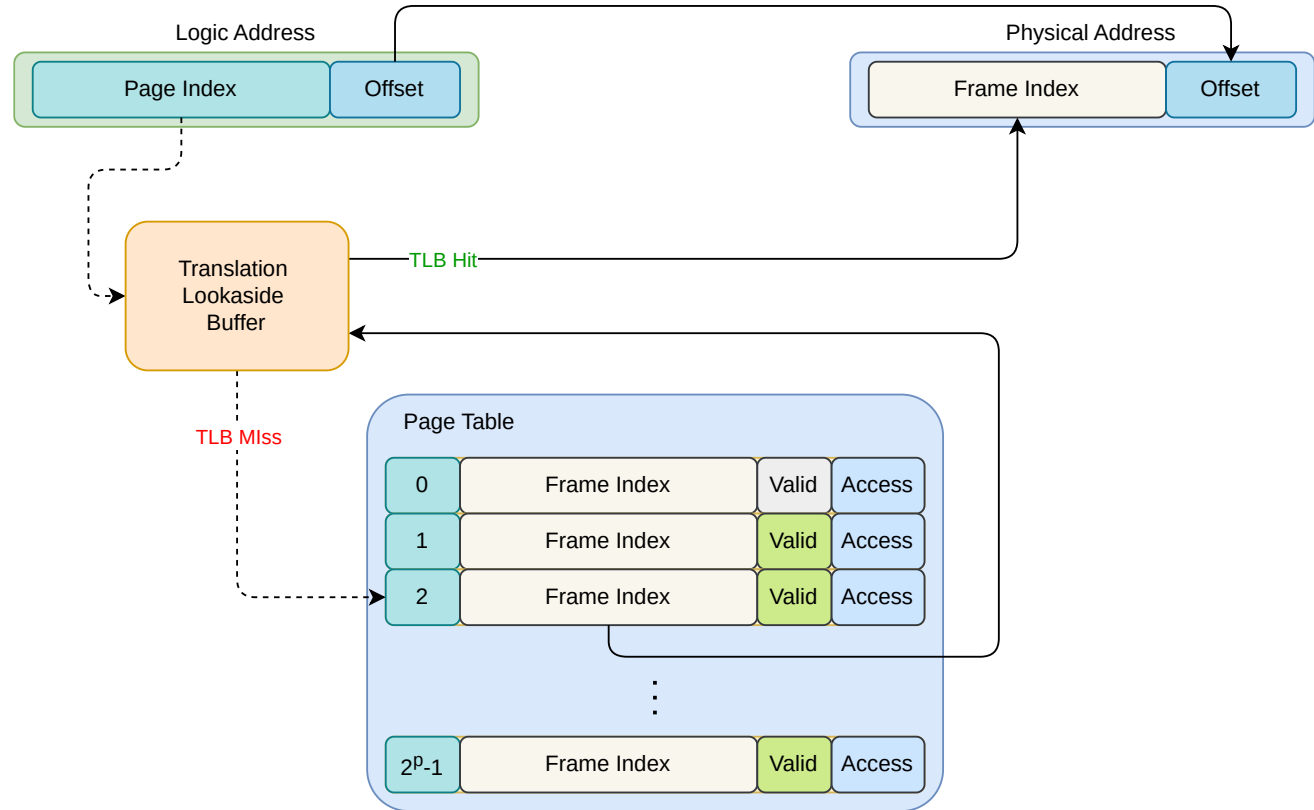 Logic Address
Physical Address
Page Index
Offset
Frame Index
Offset
Translation
Lookaside
Buffer
TLB Hit
TLB MIss
Page Table
0 Frame Index Valid Access
1 Frame Index Valid Access
2 Frame Index Valid Access
⋮
2ᵖ-1 Frame Index Valid Access